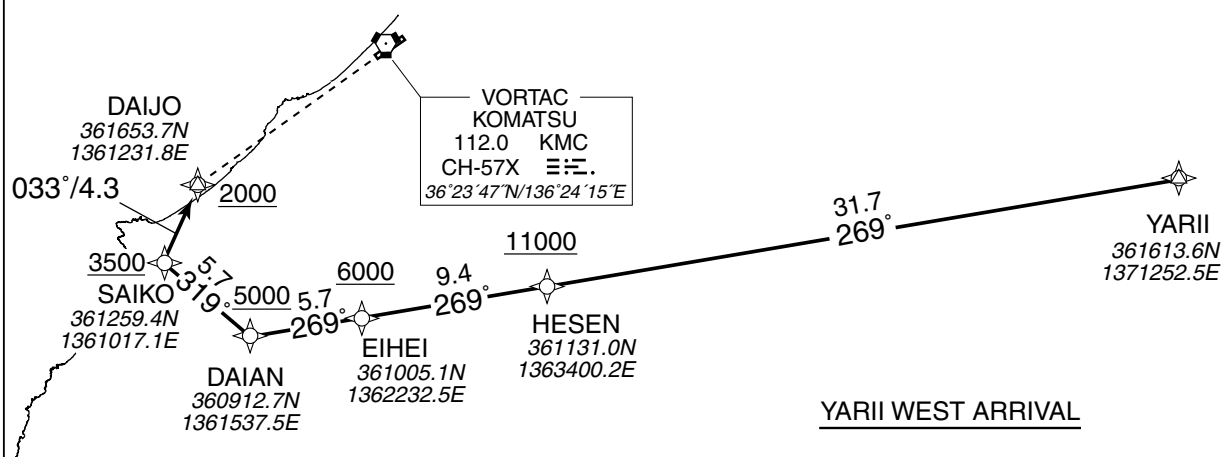 VORTAC
KOMATSU
112.0 KMC
CH-57X
36°23´47˝N/136°24´15˝E
DAIJO
361653.7N
1361231.8E
033°/4.3
2000
3500
SAIKO
361259.4N
1361017.1E
5.7
319°
5000
DAIAN
360912.7N
1361537.5E
5.7
269°
6000
EIHEI
361005.1N
1362232.5E
9.4
269°
11000
HESEN
361131.0N
1363400.2E
31.7
269°
YARII
361613.6N
1371252.5E
YARII WEST ARRIVAL